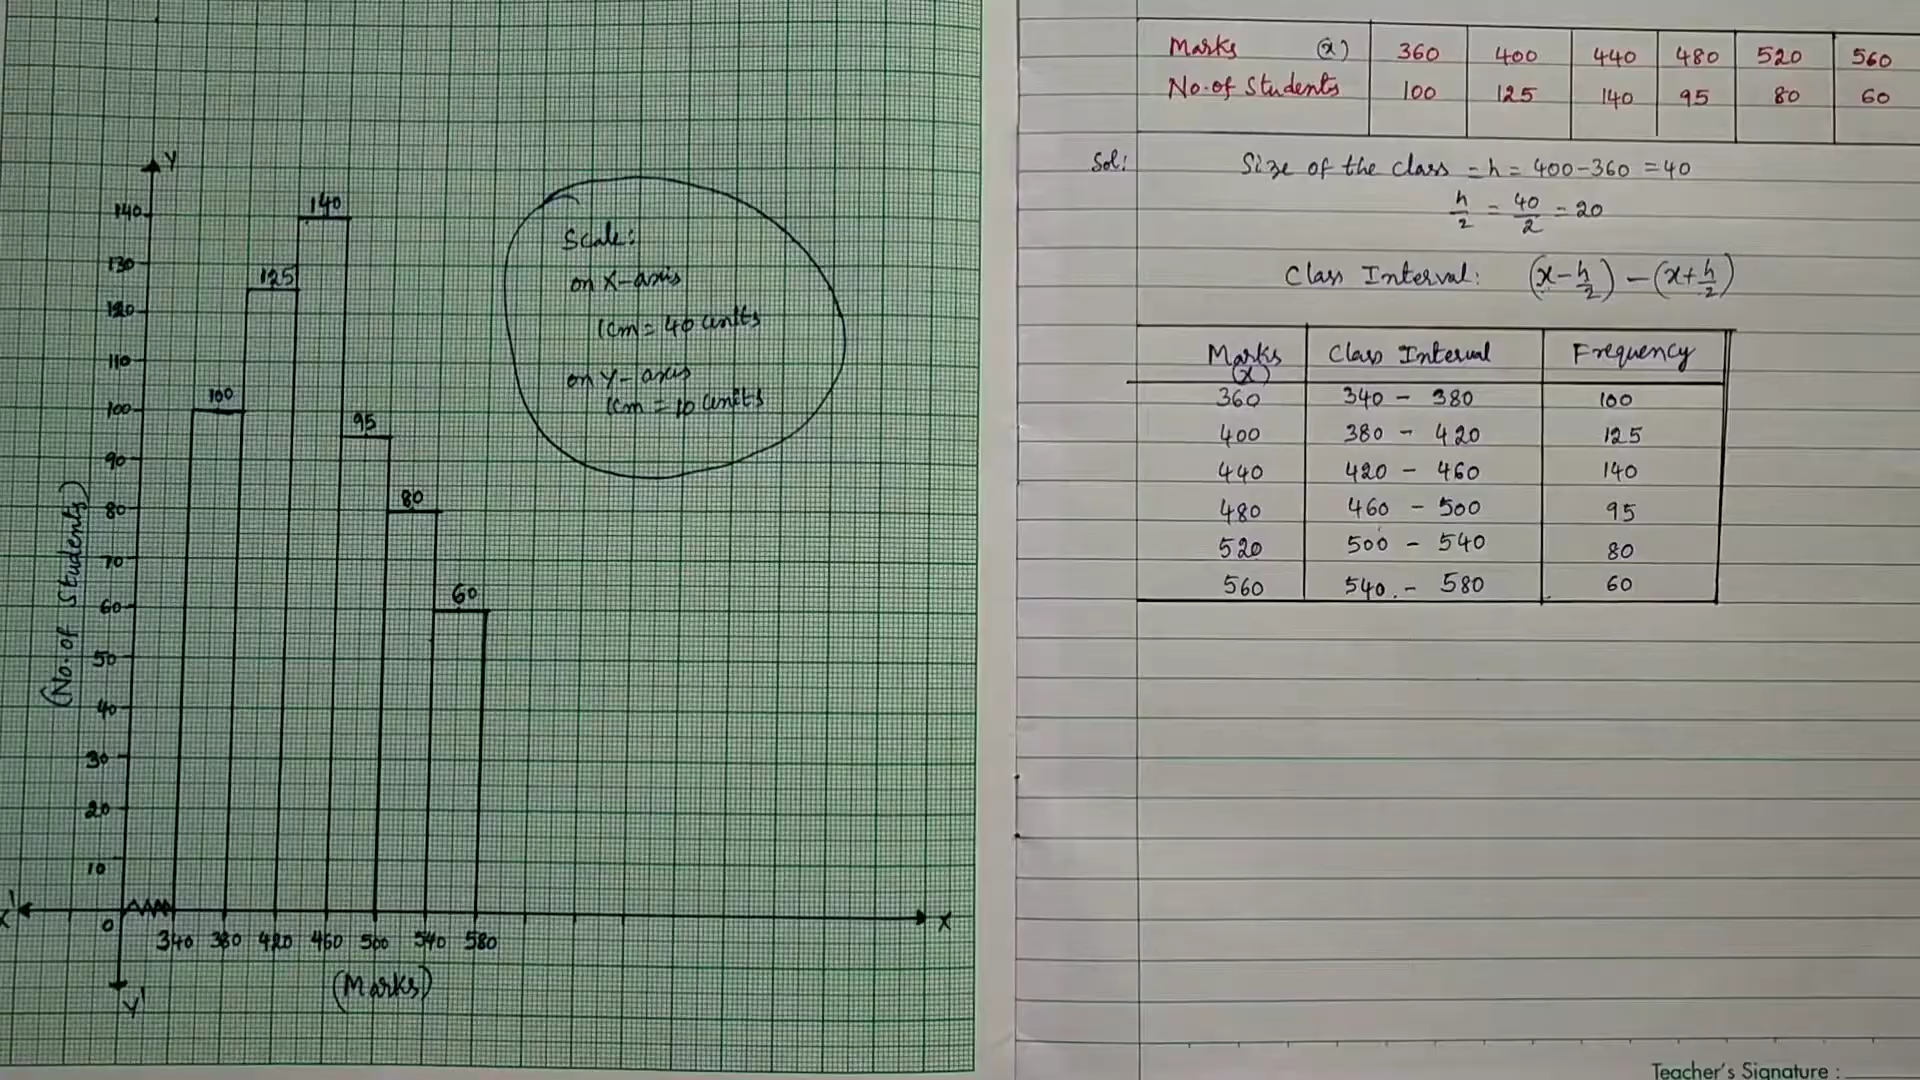 Y
140
140
130
125
120
110
100
100
95
90
80
80
70
60
60
50
40
30
20
10
X'
0
X
340 380 420 460 500 540 580
(Marks)
Y'
(No. of Students)
Scale:
on X-axis
1cm = 40 units
on Y-axis
1cm = 10 units
Marks (x) 360 400 440 480 520 560
No. of Students 100 125 140 95 80 60
Sol: Size of the class = h = 400-360 = 40
h/2 = 40/2 = 20
Class Interval: (x-h/2) - (x+h/2)
Marks (x) Class Interval Frequency
360 340 - 380 100
400 380 - 420 125
440 420 - 460 140
480 460 - 500 95
520 500 - 540 80
560 540 - 580 60
Teacher's Signature :